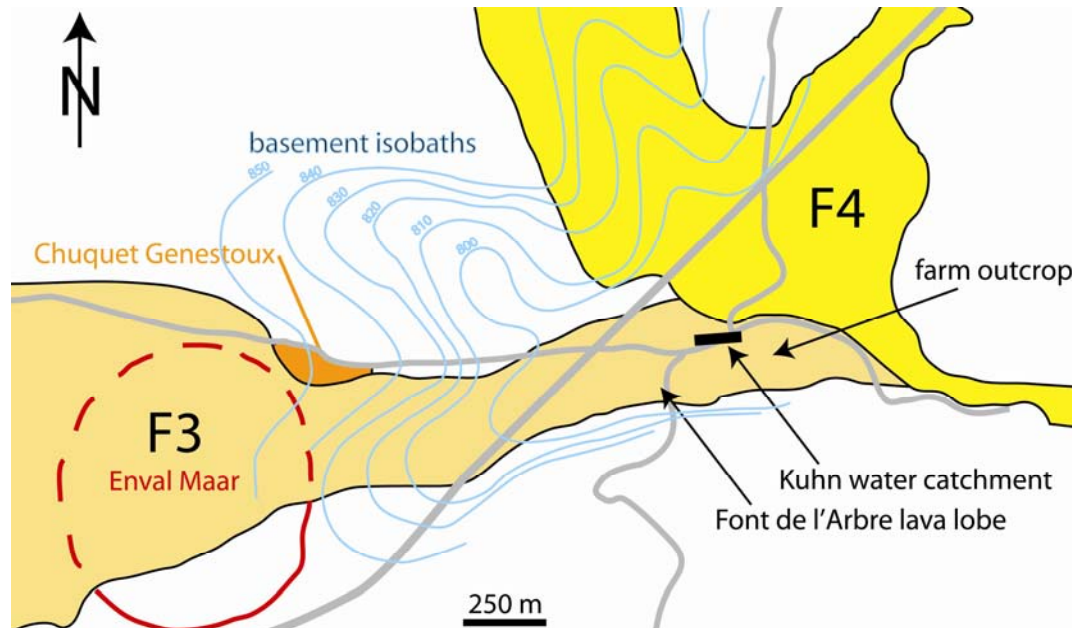 N
basement isobaths
850
840
830
820
810
800
Chuquet Genestoux
F4
farm outcrop
F3
Enval Maar
Kuhn water catchment
Font de l'Arbre lava lobe
250 m